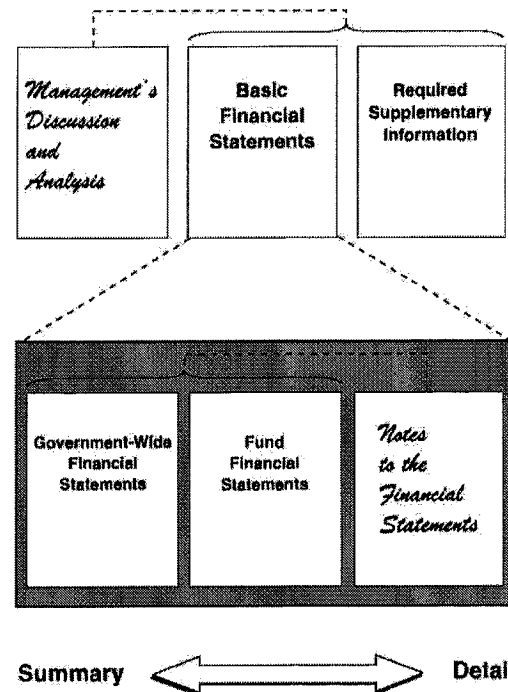 Management's
Discussion
and
Analysis
Basic
Financial
Statements
Required
Supplementary
Information
Government-Wide
Financial
Statements
Fund
Financial
Statements
Notes
to the
Financial
Statements
Summary
Detai